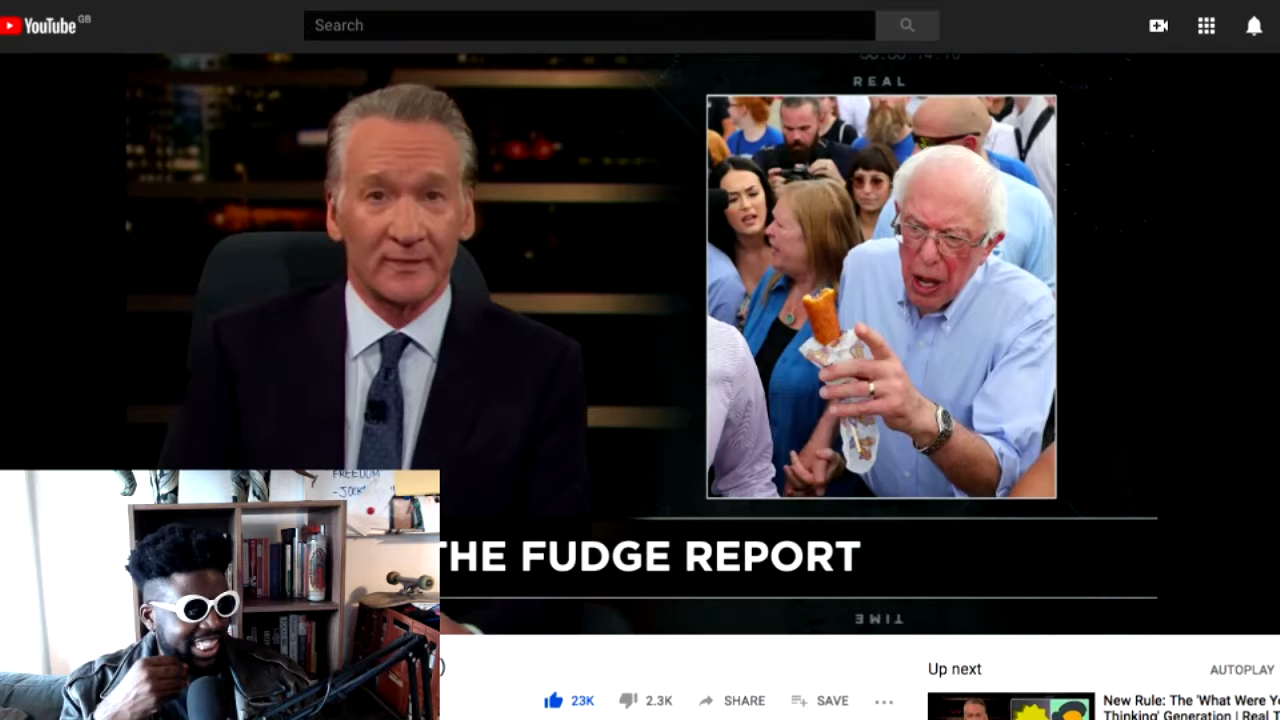 YouTube GB
Search
REAL
FREEDOM
THE FUDGE REPORT
TIME
23K
2.3K
SHARE
SAVE
Up next
AUTOPLAY
New Rule: The 'What Were
Thinking' Generation | Real